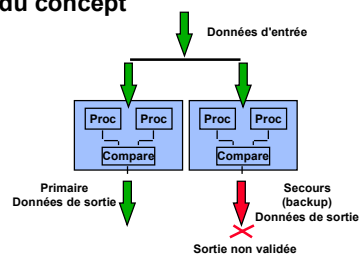 du concept
Données d'entrée
Proc Proc Proc Proc
Compare Compare
Primaire
Données de sortie
Secours
(backup)
Données de sortie
Sortie non validée